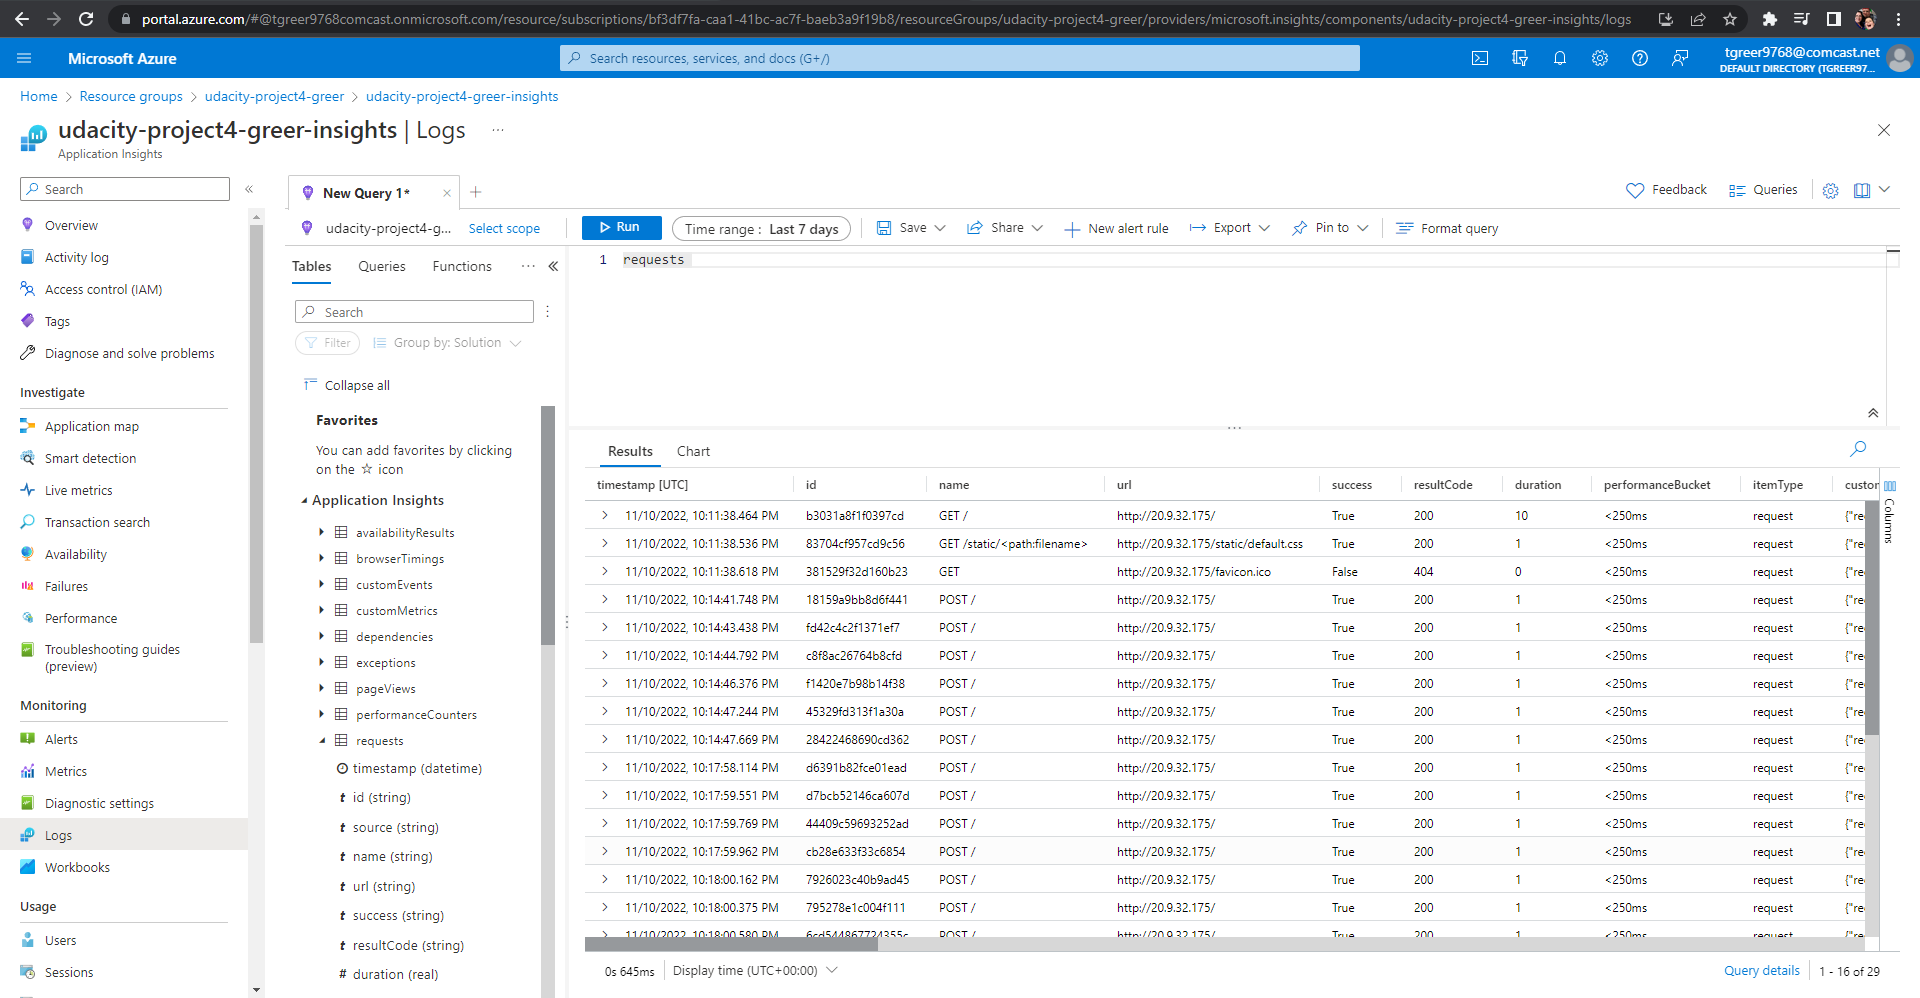 portal.azure.com/#@tgreer9768comcast.onmicrosoft.com/resource/subscriptions/bf3df7fa-caa1-41bc-ac7f-baeb3a9f19b8/resourceGroups/udacity-project4-greer/providers/microsoft.insights/components/udacity-project4-greer-insights/logs
Microsoft Azure
Search resources, services, and docs (G+/)
tgreer9768@comcast.net
DEFAULT DIRECTORY (TGREER97...
Home > Resource groups > udacity-project4-greer > udacity-project4-greer-insights
udacity-project4-greer-insights | Logs ...
Application Insights
Search
Overview
Activity log
Access control (IAM)
Tags
Diagnose and solve problems
Investigate
Application map
Smart detection
Live metrics
Transaction search
Availability
Failures
Performance
Troubleshooting guides
(preview)
Monitoring
Alerts
Metrics
Diagnostic settings
Logs
Workbooks
Usage
Users
Sessions
New Query 1*
Feedback Queries
udacity-project4-g... Select scope
Run Time range : Last 7 days Save Share New alert rule Export Pin to Format query
Tables Queries Functions ...
Search
Filter Group by: Solution
Collapse all
Favorites
You can add favorites by clicking
on the ☆ icon
Application Insights
availabilityResults
browserTimings
customEvents
customMetrics
dependencies
exceptions
pageViews
performanceCounters
requests
timestamp (datetime)
t id (string)
t source (string)
t name (string)
t url (string)
t success (string)
t resultCode (string)
# duration (real)
1 requests
Results Chart
timestamp [UTC] id name url success resultCode duration performanceBucket itemType custom
11/10/2022, 10:11:38.464 PM b3031a8f1f0397cd GET / http://20.9.32.175/ True 200 10 <250ms request {"re
11/10/2022, 10:11:38.536 PM 83704cf957cd9c56 GET /static/<path:filename> http://20.9.32.175/static/default.css True 200 1 <250ms request {"re
11/10/2022, 10:11:38.618 PM 381529f32d160b23 GET http://20.9.32.175/favicon.ico False 404 0 <250ms request {"re
11/10/2022, 10:14:41.748 PM 18159a9bb8d6f441 POST / http://20.9.32.175/ True 200 1 <250ms request {"re
11/10/2022, 10:14:43.438 PM fd42c4c2f1371ef7 POST / http://20.9.32.175/ True 200 1 <250ms request {"re
11/10/2022, 10:14:44.792 PM c8f8ac26764b8cfd POST / http://20.9.32.175/ True 200 1 <250ms request {"re
11/10/2022, 10:14:46.376 PM f1420e7b98b14f38 POST / http://20.9.32.175/ True 200 1 <250ms request {"re
11/10/2022, 10:14:47.244 PM 45329fd313f1a30a POST / http://20.9.32.175/ True 200 1 <250ms request {"re
11/10/2022, 10:14:47.669 PM 28422468690cd362 POST / http://20.9.32.175/ True 200 1 <250ms request {"re
11/10/2022, 10:17:58.114 PM d6391b82fce01ead POST / http://20.9.32.175/ True 200 1 <250ms request {"re
11/10/2022, 10:17:59.551 PM d7bcb52146ca607d POST / http://20.9.32.175/ True 200 1 <250ms request {"re
11/10/2022, 10:17:59.769 PM 44409c59693252ad POST / http://20.9.32.175/ True 200 1 <250ms request {"re
11/10/2022, 10:17:59.962 PM cb28e633f33c6854 POST / http://20.9.32.175/ True 200 1 <250ms request {"re
11/10/2022, 10:18:00.162 PM 7926023c40b9ad45 POST / http://20.9.32.175/ True 200 1 <250ms request {"re
11/10/2022, 10:18:00.375 PM 795278e1c004f111 POST / http://20.9.32.175/ True 200 1 <250ms request {"re
11/10/2022, 10:18:00.580 PM 6cd544867724355c POST / http://20.9.32.175/ True 200 1 <250ms request {"re
Columns
0s 645ms Display time (UTC+00:00) Query details 1 - 16 of 29